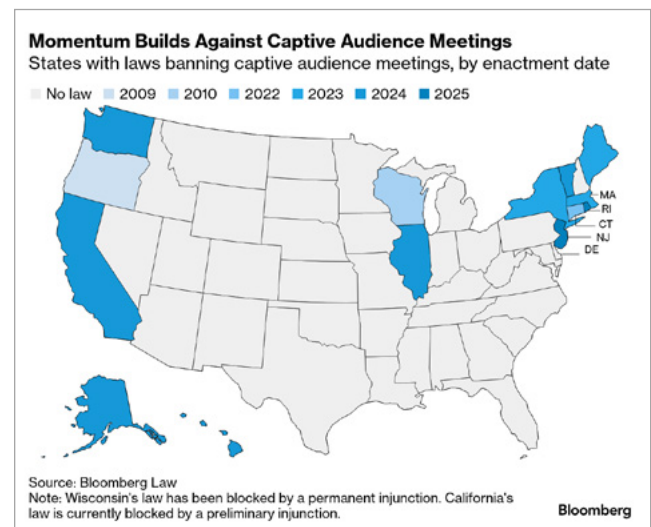 Momentum Builds Against Captive Audience Meetings
States with laws banning captive audience meetings, by enactment date
No law 2009 2010 2022 2023 2024 2025
MA
RI
CT
NJ
DE
Source: Bloomberg Law
Note: Wisconsin's law has been blocked by a permanent injunction. California's
law is currently blocked by a preliminary injunction.
Bloomberg